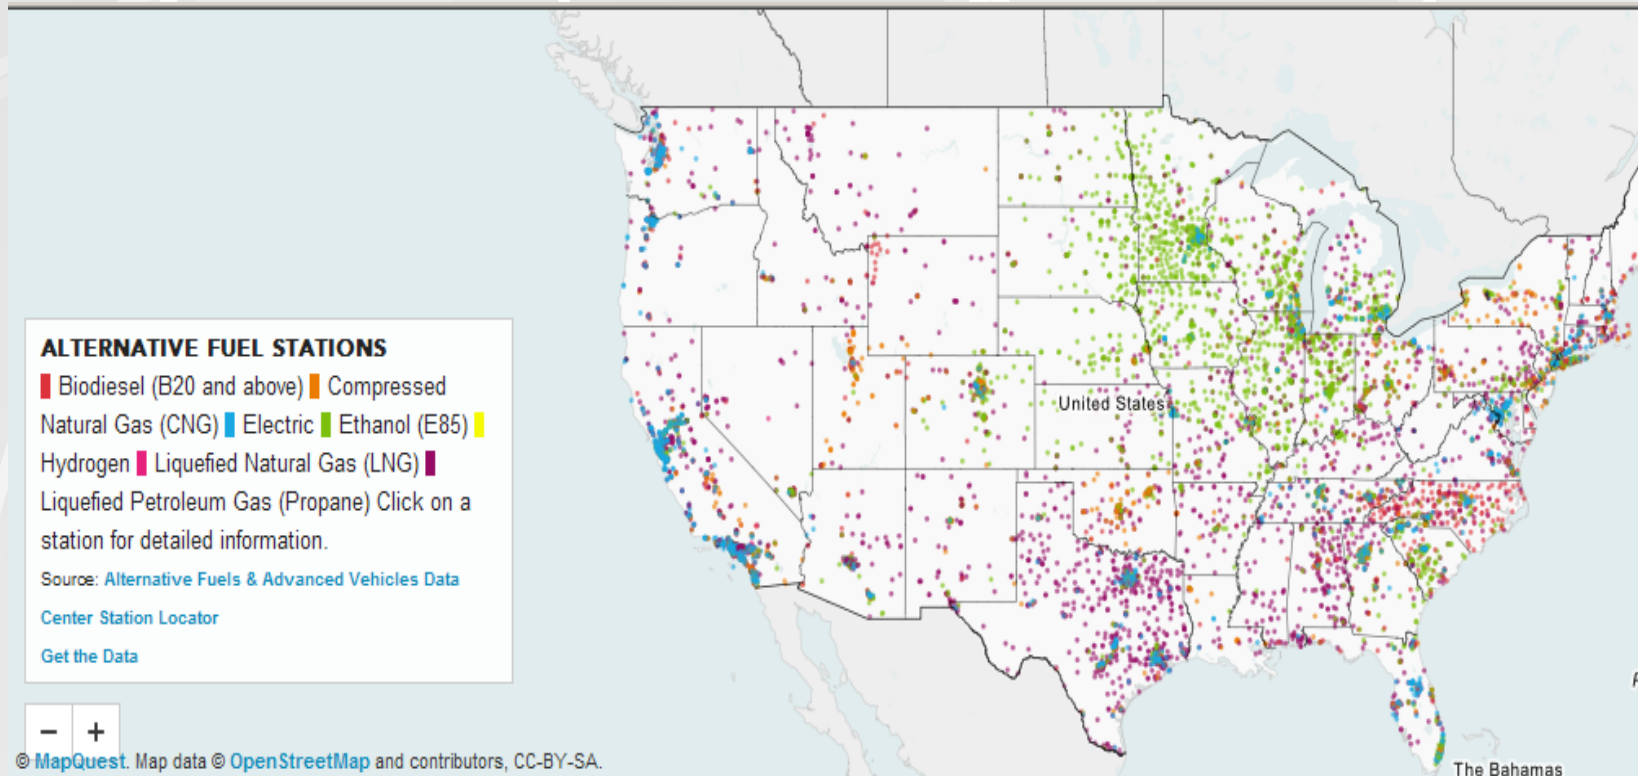 ALTERNATIVE FUEL STATIONS
Biodiesel (B20 and above) Compressed
Natural Gas (CNG) Electric Ethanol (E85)
Hydrogen Liquefied Natural Gas (LNG)
Liquefied Petroleum Gas (Propane) Click on a
station for detailed information.
Source: Alternative Fuels & Advanced Vehicles Data
Center Station Locator
Get the Data
− +
© MapQuest. Map data © OpenStreetMap and contributors, CC-BY-SA.
United States
The Bahamas